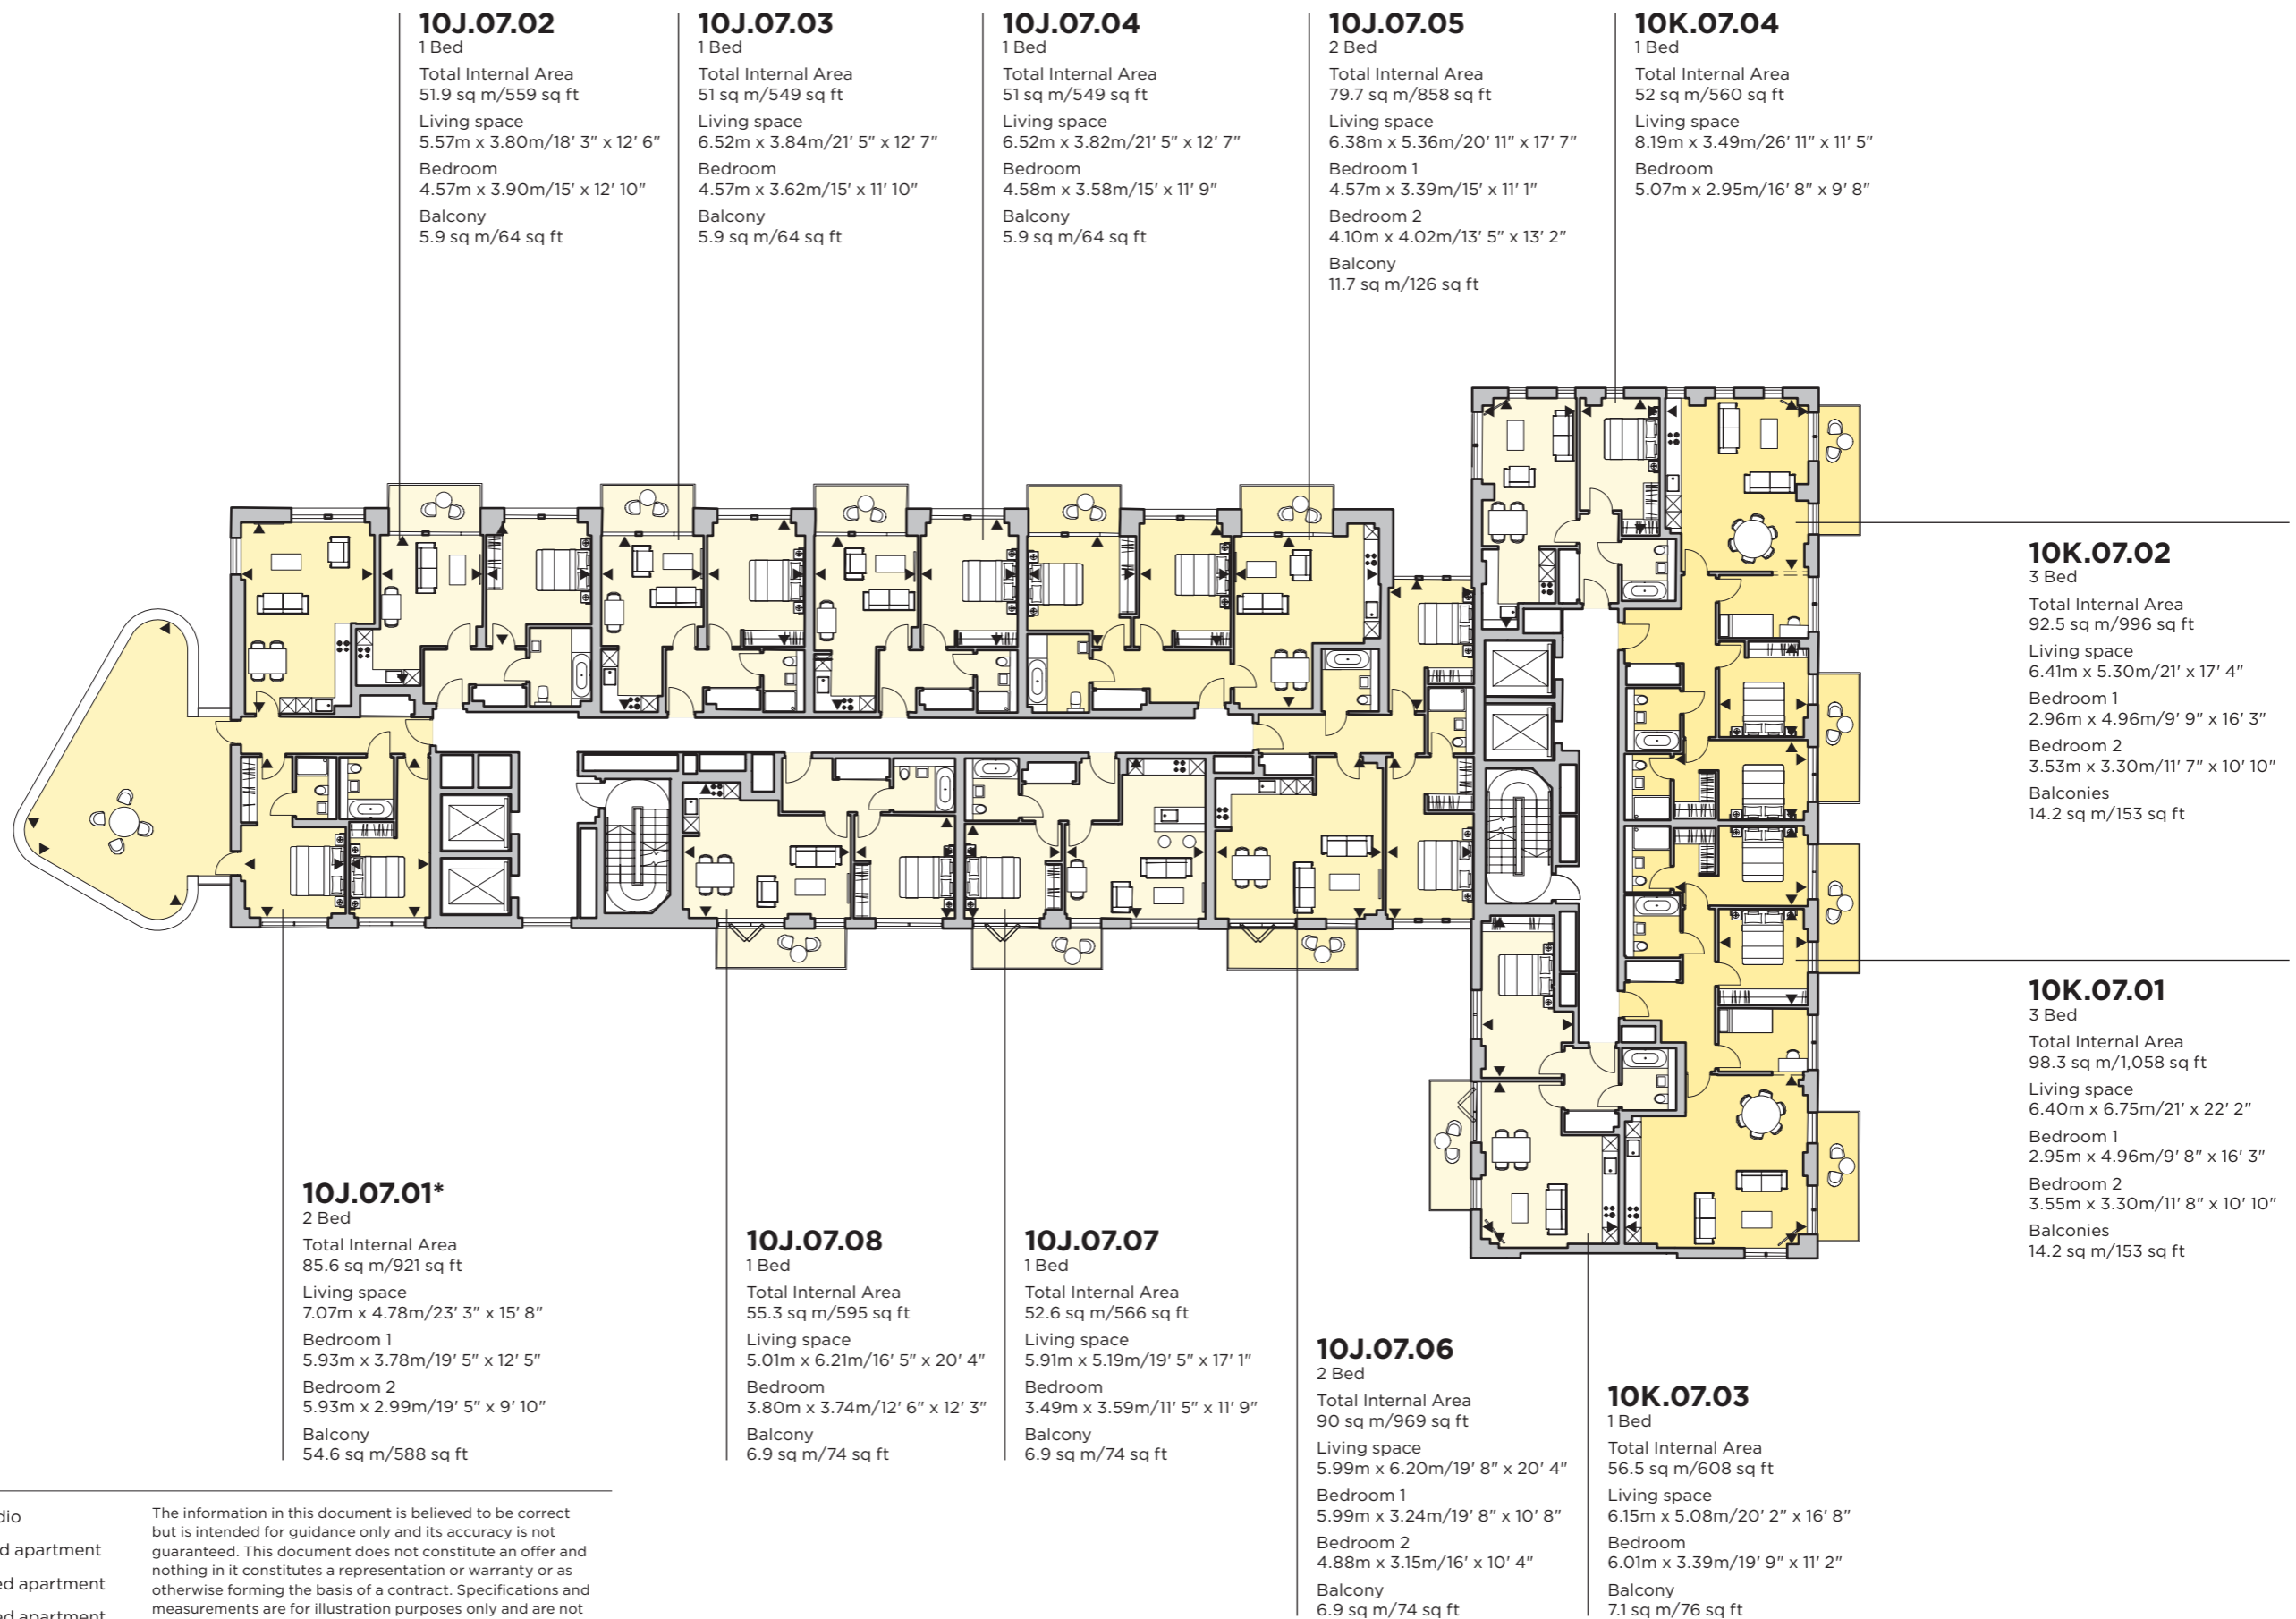 10J.07.02
1 Bed
Total Internal Area
51.9 sq m/559 sq ft
Living space
5.57m x 3.80m/18' 3" x 12' 6"
Bedroom
4.57m x 3.90m/15' x 12' 10"
Balcony
5.9 sq m/64 sq ft
10J.07.03
1 Bed
Total Internal Area
51 sq m/549 sq ft
Living space
6.52m x 3.84m/21' 5" x 12' 7"
Bedroom
4.57m x 3.62m/15' x 11' 10"
Balcony
5.9 sq m/64 sq ft
10J.07.04
1 Bed
Total Internal Area
51 sq m/549 sq ft
Living space
6.52m x 3.82m/21' 5" x 12' 7"
Bedroom
4.58m x 3.58m/15' x 11' 9"
Balcony
5.9 sq m/64 sq ft
10J.07.05
2 Bed
Total Internal Area
79.7 sq m/858 sq ft
Living space
6.38m x 5.36m/20' 11" x 17' 7"
Bedroom 1
4.57m x 3.39m/15' x 11' 1"
Bedroom 2
4.10m x 4.02m/13' 5" x 13' 2"
Balcony
11.7 sq m/126 sq ft
10K.07.04
1 Bed
Total Internal Area
52 sq m/560 sq ft
Living space
8.19m x 3.49m/26' 11" x 11' 5"
Bedroom
5.07m x 2.95m/16' 8" x 9' 8"
10K.07.02
3 Bed
Total Internal Area
92.5 sq m/996 sq ft
Living space
6.41m x 5.30m/21' x 17' 4"
Bedroom 1
2.96m x 4.96m/9' 9" x 16' 3"
Bedroom 2
3.53m x 3.30m/11' 7" x 10' 10"
Balconies
14.2 sq m/153 sq ft
10K.07.01
3 Bed
Total Internal Area
98.3 sq m/1,058 sq ft
Living space
6.40m x 6.75m/21' x 22' 2"
Bedroom 1
2.95m x 4.96m/9' 8" x 16' 3"
Bedroom 2
3.55m x 3.30m/11' 8" x 10' 10"
Balconies
14.2 sq m/153 sq ft
10J.07.01*
2 Bed
Total Internal Area
85.6 sq m/921 sq ft
Living space
7.07m x 4.78m/23' 3" x 15' 8"
Bedroom 1
5.93m x 3.78m/19' 5" x 12' 5"
Bedroom 2
5.93m x 2.99m/19' 5" x 9' 10"
Balcony
54.6 sq m/588 sq ft
10J.07.08
1 Bed
Total Internal Area
55.3 sq m/595 sq ft
Living space
5.01m x 6.21m/16' 5" x 20' 4"
Bedroom
3.80m x 3.74m/12' 6" x 12' 3"
Balcony
6.9 sq m/74 sq ft
10J.07.07
1 Bed
Total Internal Area
52.6 sq m/566 sq ft
Living space
5.91m x 5.19m/19' 5" x 17' 1"
Bedroom
3.49m x 3.59m/11' 5" x 11' 9"
Balcony
6.9 sq m/74 sq ft
10J.07.06
2 Bed
Total Internal Area
90 sq m/969 sq ft
Living space
5.99m x 6.20m/19' 8" x 20' 4"
Bedroom 1
5.99m x 3.24m/19' 8" x 10' 8"
Bedroom 2
4.88m x 3.15m/16' x 10' 4"
Balcony
6.9 sq m/74 sq ft
10K.07.03
1 Bed
Total Internal Area
56.5 sq m/608 sq ft
Living space
6.15m x 5.08m/20' 2" x 16' 8"
Bedroom
6.01m x 3.39m/19' 9" x 11' 2"
Balcony
7.1 sq m/76 sq ft
apartment
apartment
apartment
The information in this document is believed to be correct
but is intended for guidance only and its accuracy is not
guaranteed. This document does not constitute an offer and
nothing in it constitutes a representation or warranty or as
otherwise forming the basis of a contract. Specifications and
measurements are for illustration purposes only and are not